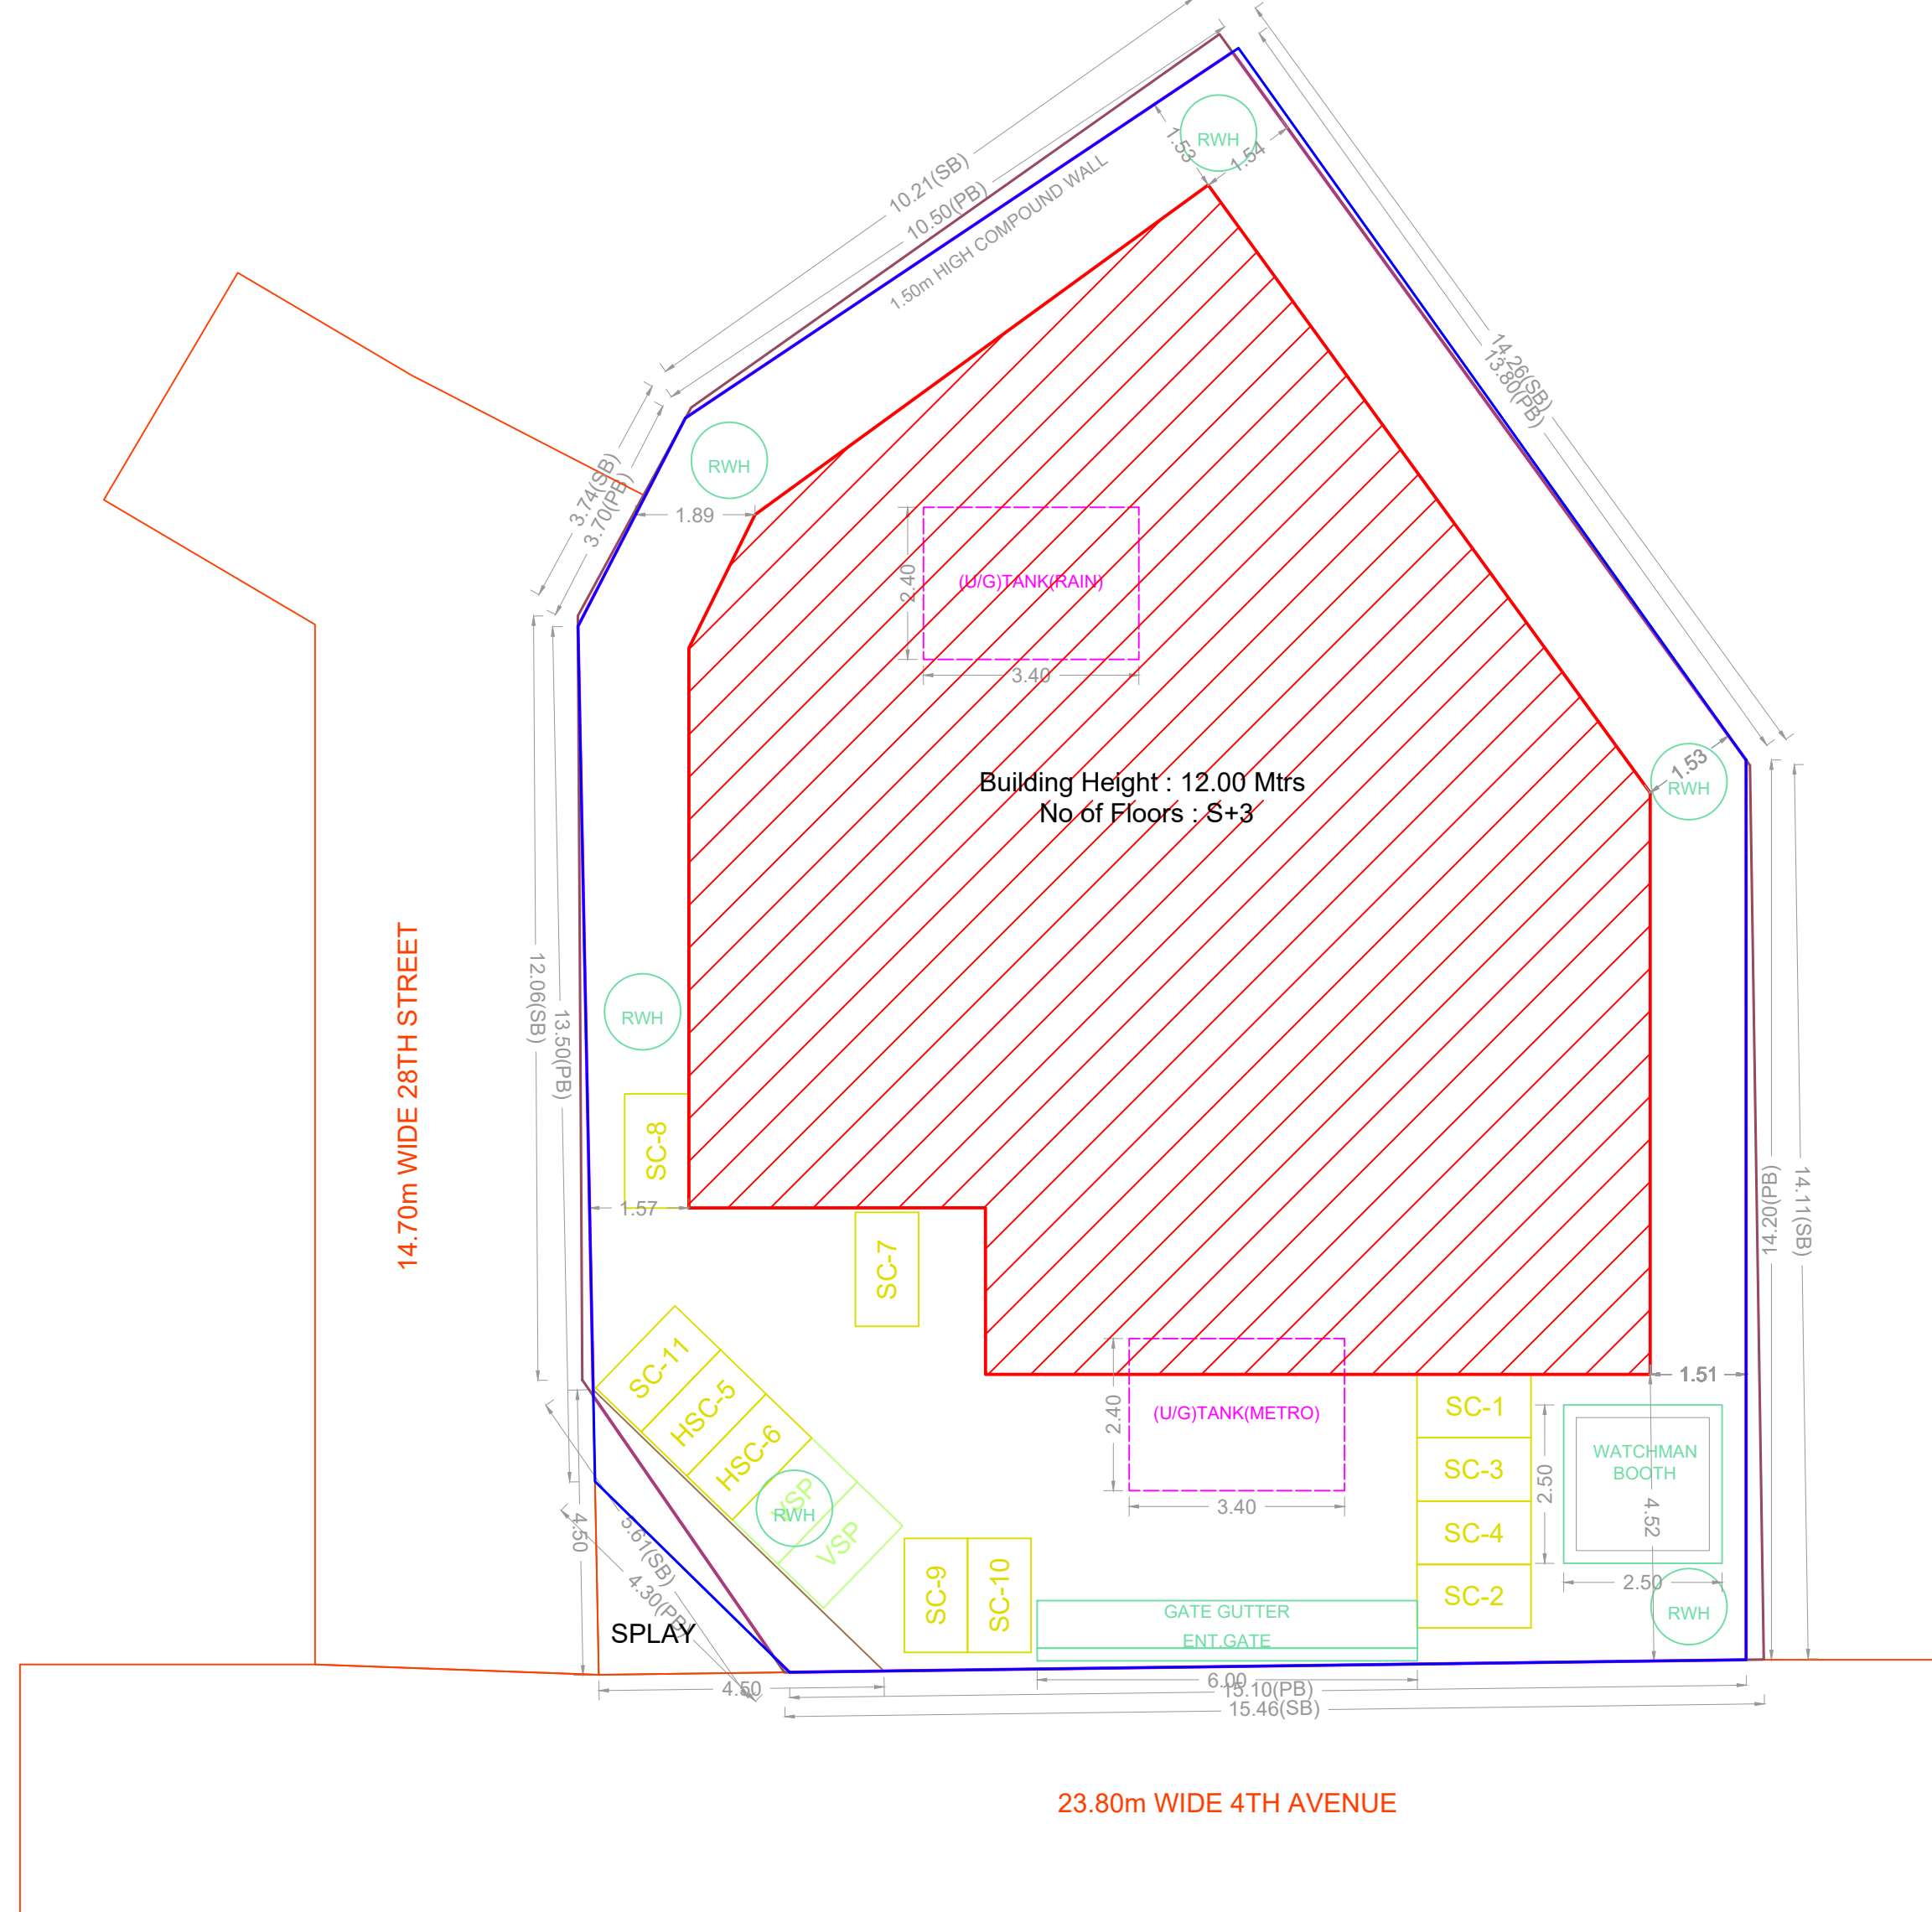 RWH
1.53
1.54
10.21(SB)
10.50(PB)
1.50m HIGH COMPOUND WALL
14.26(SB)
13.80(PB)
RWH
3.74(SB)
3.70(PB)
1.89
2.40
(U/G)TANK(RAIN)
3.40
Building Height : 12.00 Mtrs
No of Floors : S+3
1.53
RWH
14.70m WIDE 28TH STREET
12.06(SB)
13.50(PB)
RWH
SC-8
1.57
SC-7
14.20(PB)
14.11(SB)
SC-11
HSC-5
HSC-6
VSP
RWH
VSP
2.40
(U/G)TANK(METRO)
3.40
1.51
SC-1
SC-3
SC-4
SC-2
2.50
WATCHMAN
BOOTH
4.52
2.50
RWH
4.50
5.61(SB)
4.30(PB)
SPLAY
SC-9
SC-10
GATE GUTTER
ENT.GATE
4.50
6.00
15.10(PB)
15.46(SB)
23.80m WIDE 4TH AVENUE